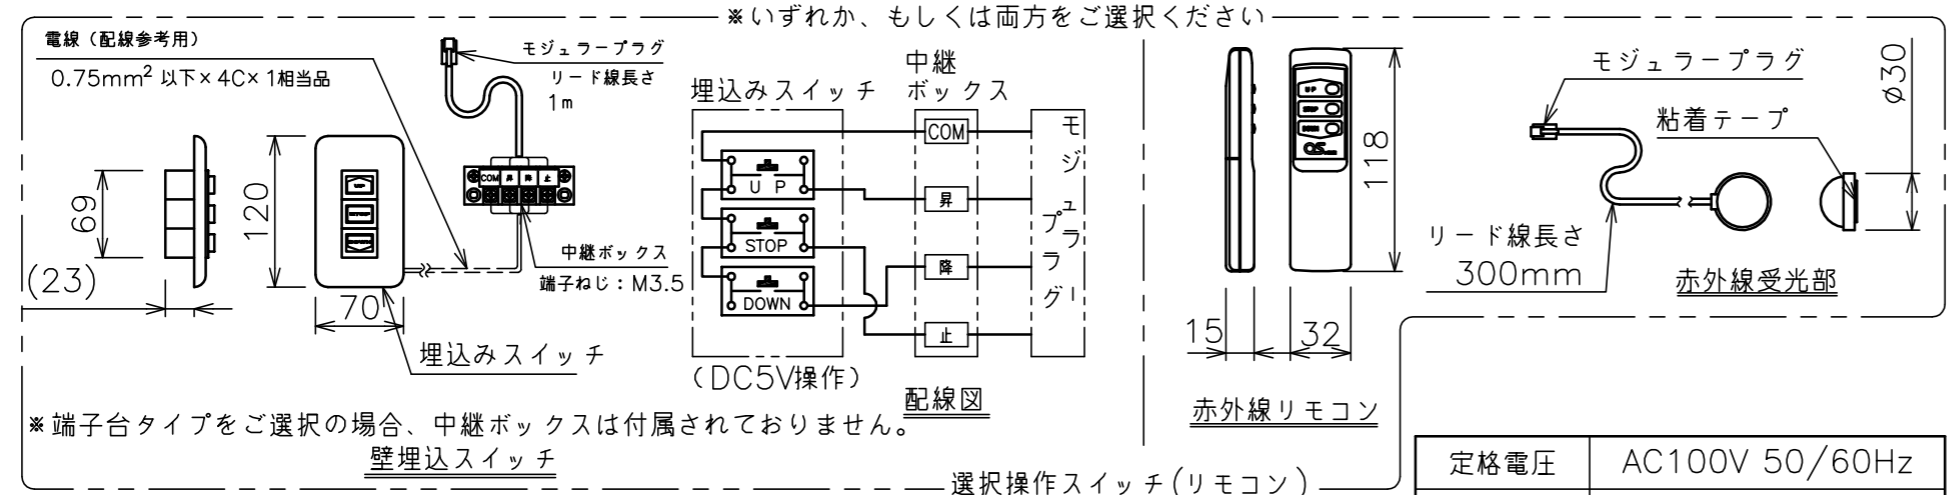 ※いずれか、もしくは両方をご選択ください
電線（配線参考用）
0.75mm² 以下×4C×1相当品
モジュラープラグ
リード線長さ
1m
69
(23)
120
70
UP
COM 昇 降 止
中継ボックス
端子ねじ：M3.5
埋込みスイッチ
埋込みスイッチ
中継
ボックス
COM
昇
降
止
モジュラープラグ
UP
STOP
DOWN
(DC5V操作)
配線図
※端子台タイプをご選択の場合、中継ボックスは付属されておりません。
壁埋込スイッチ
UP
STOP
DOWN
OS
118
15
32
赤外線リモコン
モジュラープラグ
粘着テープ
φ30
リード線長さ
300mm
赤外線受光部
選択操作スイッチ(リモコン)
定格電圧
AC100V 50/60Hz